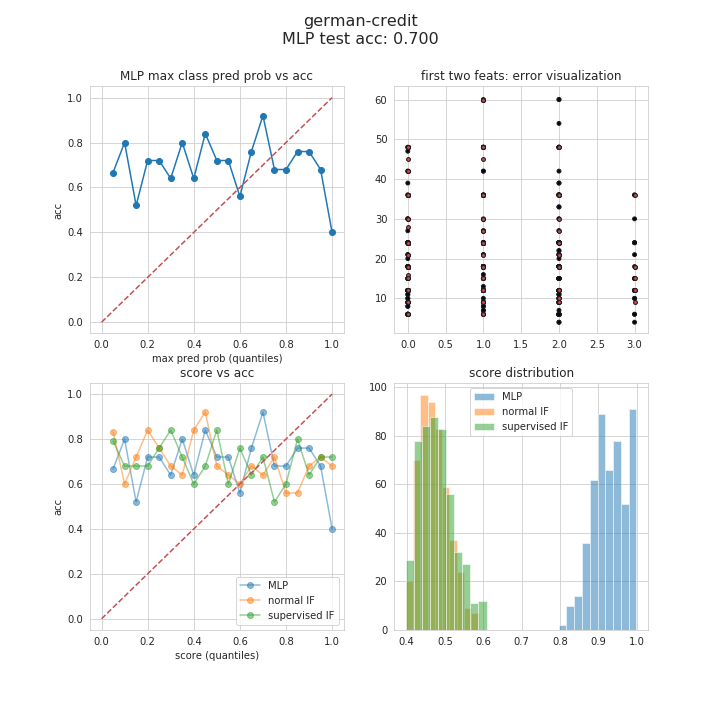 german-credit
MLP test acc: 0.700
MLP max class pred prob vs acc
1.0
0.8
0.6
0.4
0.2
0.0
acc
0.0 0.2 0.4 0.6 0.8 1.0
max pred prob (quantiles)
first two feats: error visualization
60
50
40
30
20
10
0.0 0.5 1.0 1.5 2.0 2.5 3.0
score vs acc
1.0
0.8
0.6
0.4
0.2
0.0
acc
MLP
normal IF
supervised IF
0.0 0.2 0.4 0.6 0.8 1.0
score (quantiles)
score distribution
100
80
60
40
20
0
MLP
normal IF
supervised IF
0.4 0.5 0.6 0.7 0.8 0.9 1.0